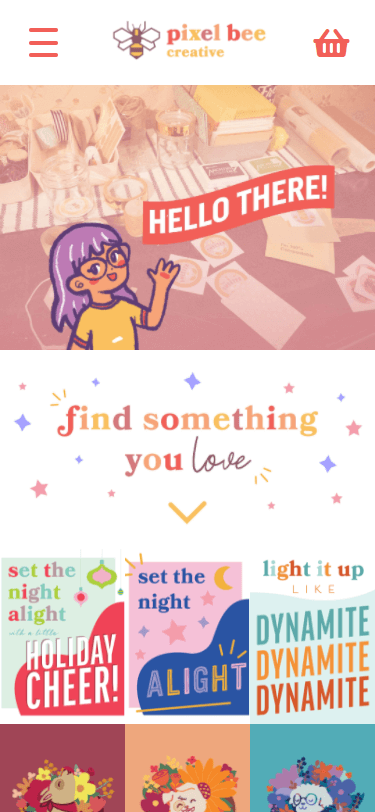 pixel bee
creative
HELLO THERE!
find something
you love
set the
night
alight
with a little
HOLIDAY
CHEER!
set the
night
ALIGHT
light it up
LIKE
DYNAMITE
DYNAMITE
DYNAMITE